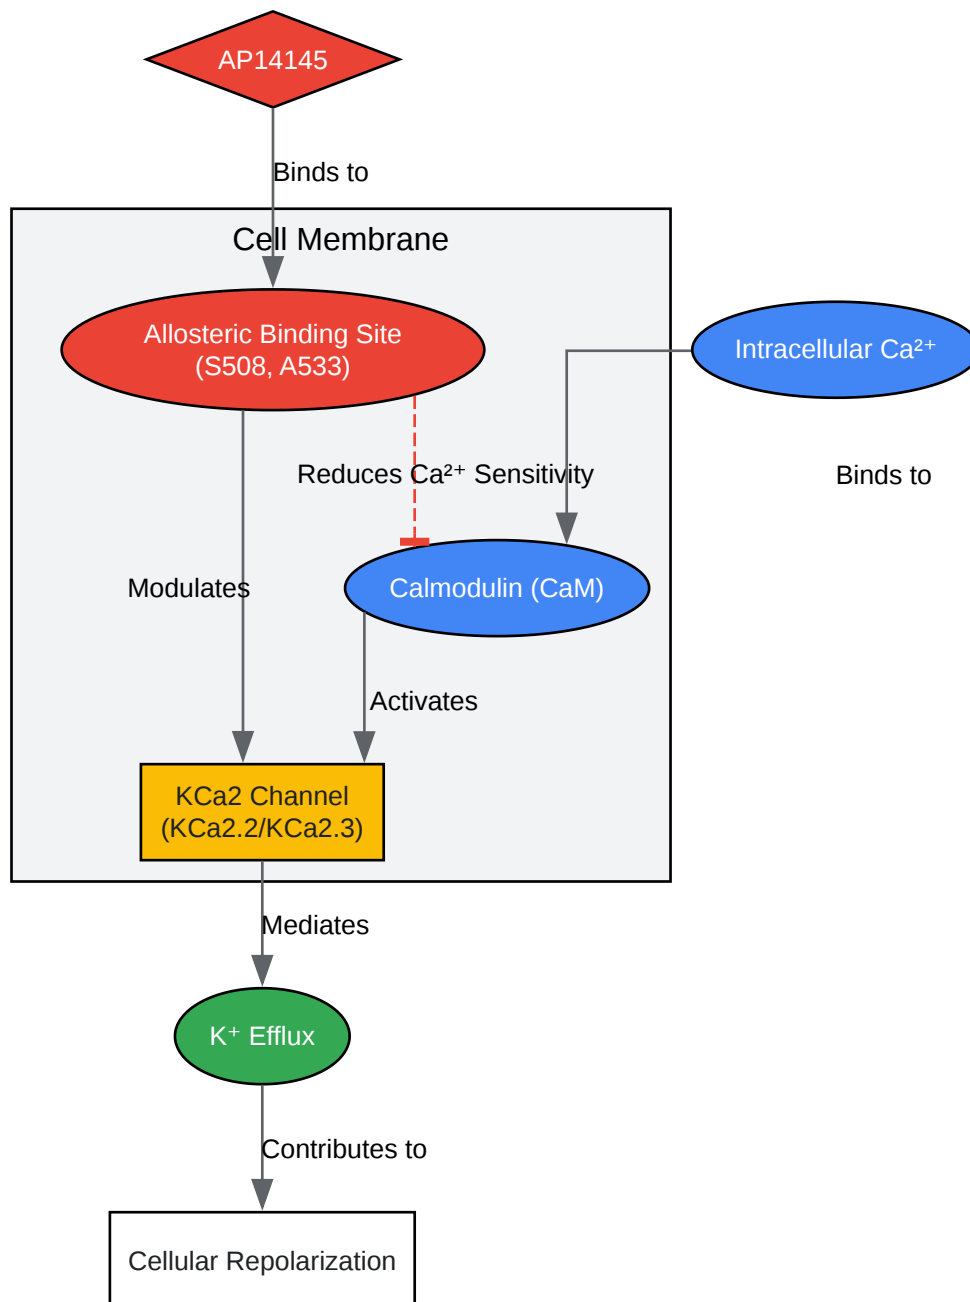 AP14145
Binds to
Cell Membrane
Allosteric Binding Site
(S508, A533)
Intracellular Ca²⁺
Reduces Ca²⁺ Sensitivity
Binds to
Modulates
Calmodulin (CaM)
Activates
KCa2 Channel
(KCa2.2/KCa2.3)
Mediates
K⁺ Efflux
Contributes to
Cellular Repolarization